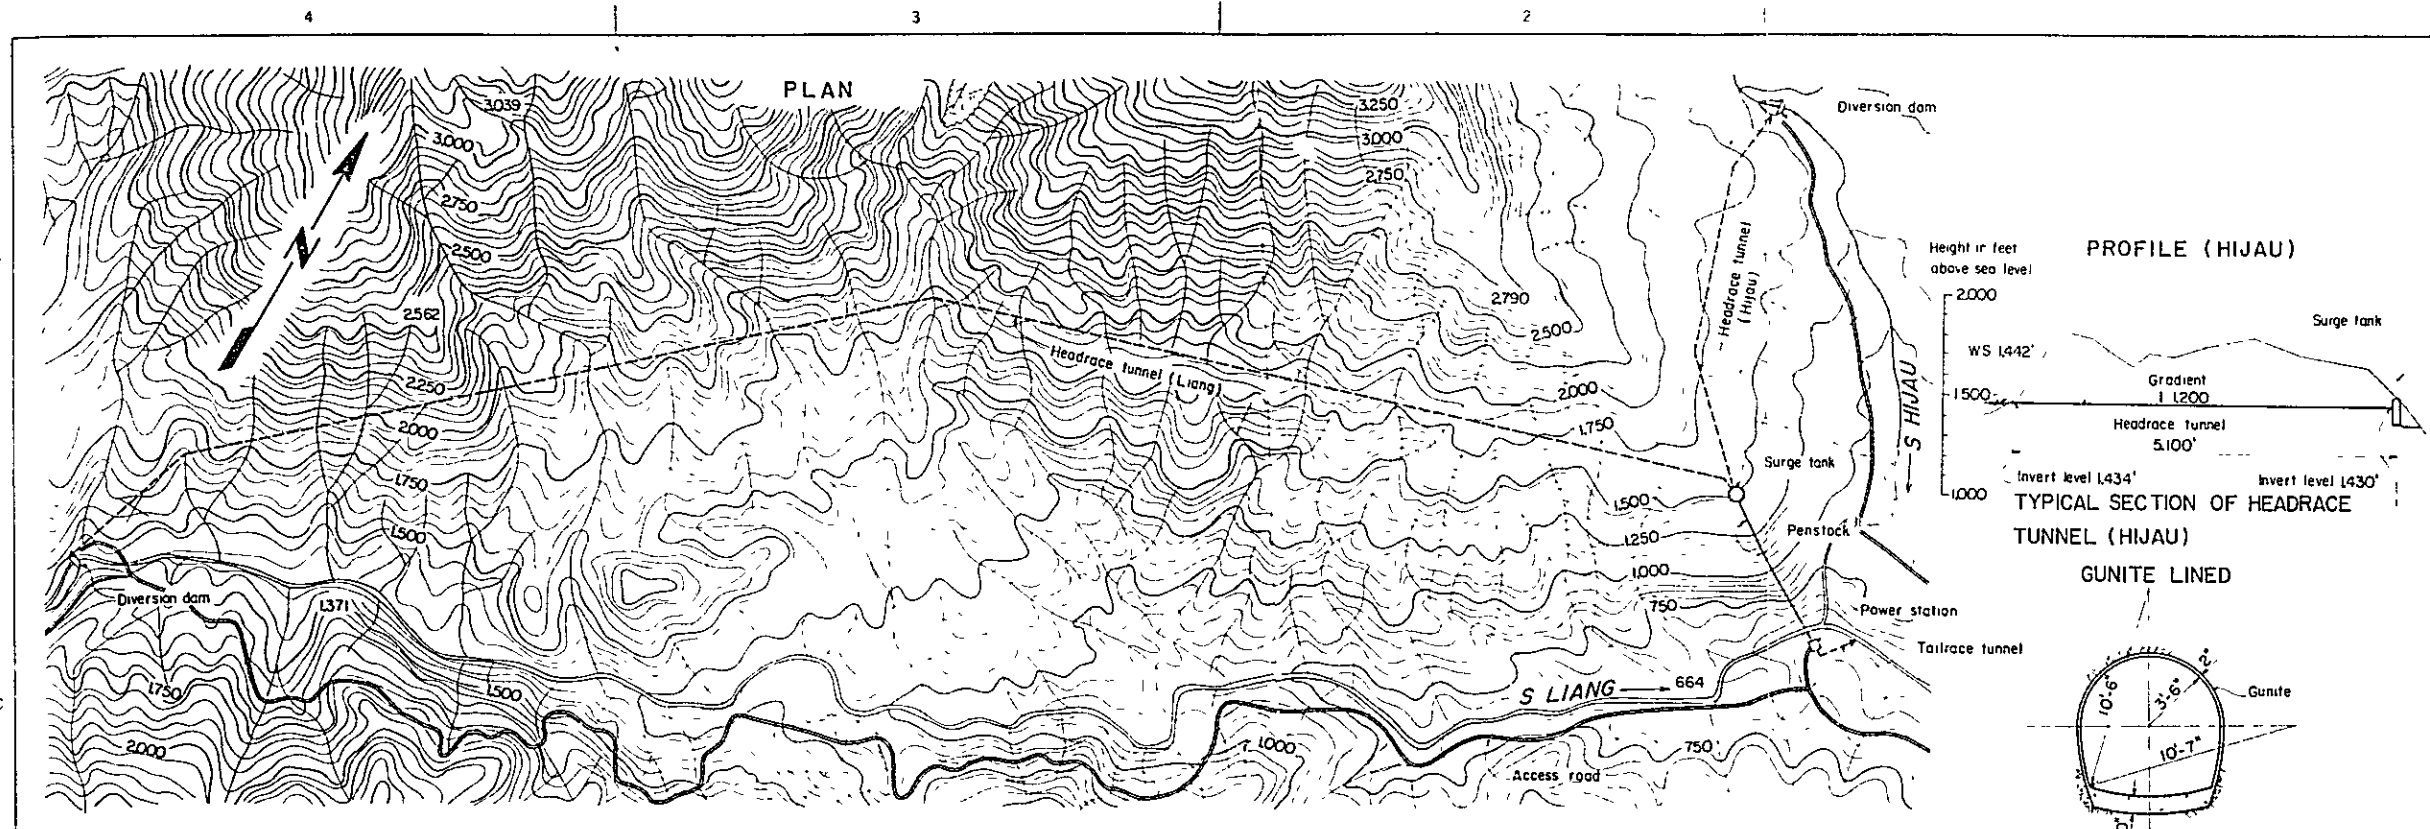 4
3
2
PLAN
3.039
3.000
2.750
2.500
2.562
2.250
2.000
1.750
1.500
1.371
Diversion dam
1.750
1.500
2.000
N
3.250
3.000
2.750
2.790
2.500
2.000
1.750
1.500
1.250
1.000
750
Headrace tunnel (Liang)
Headrace tunnel
(Hijau)
Diversion dam
Surge tank
Penstock
Power station
Tailrace tunnel
S HIJAU
S LIANG
664
1.000
750
Access road
PROFILE (HIJAU)
Height in feet
above sea level
2.000
1.500
1.000
WS 1.442'
Surge tank
Gradient
1 1.200
Headrace tunnel
5.100'
Invert level 1.434'
Invert level 1.430'
TYPICAL SECTION OF HEADRACE
TUNNEL (HIJAU)
GUNITE LINED
2"
10'-6"
3'-6"
Gunite
10'-7"